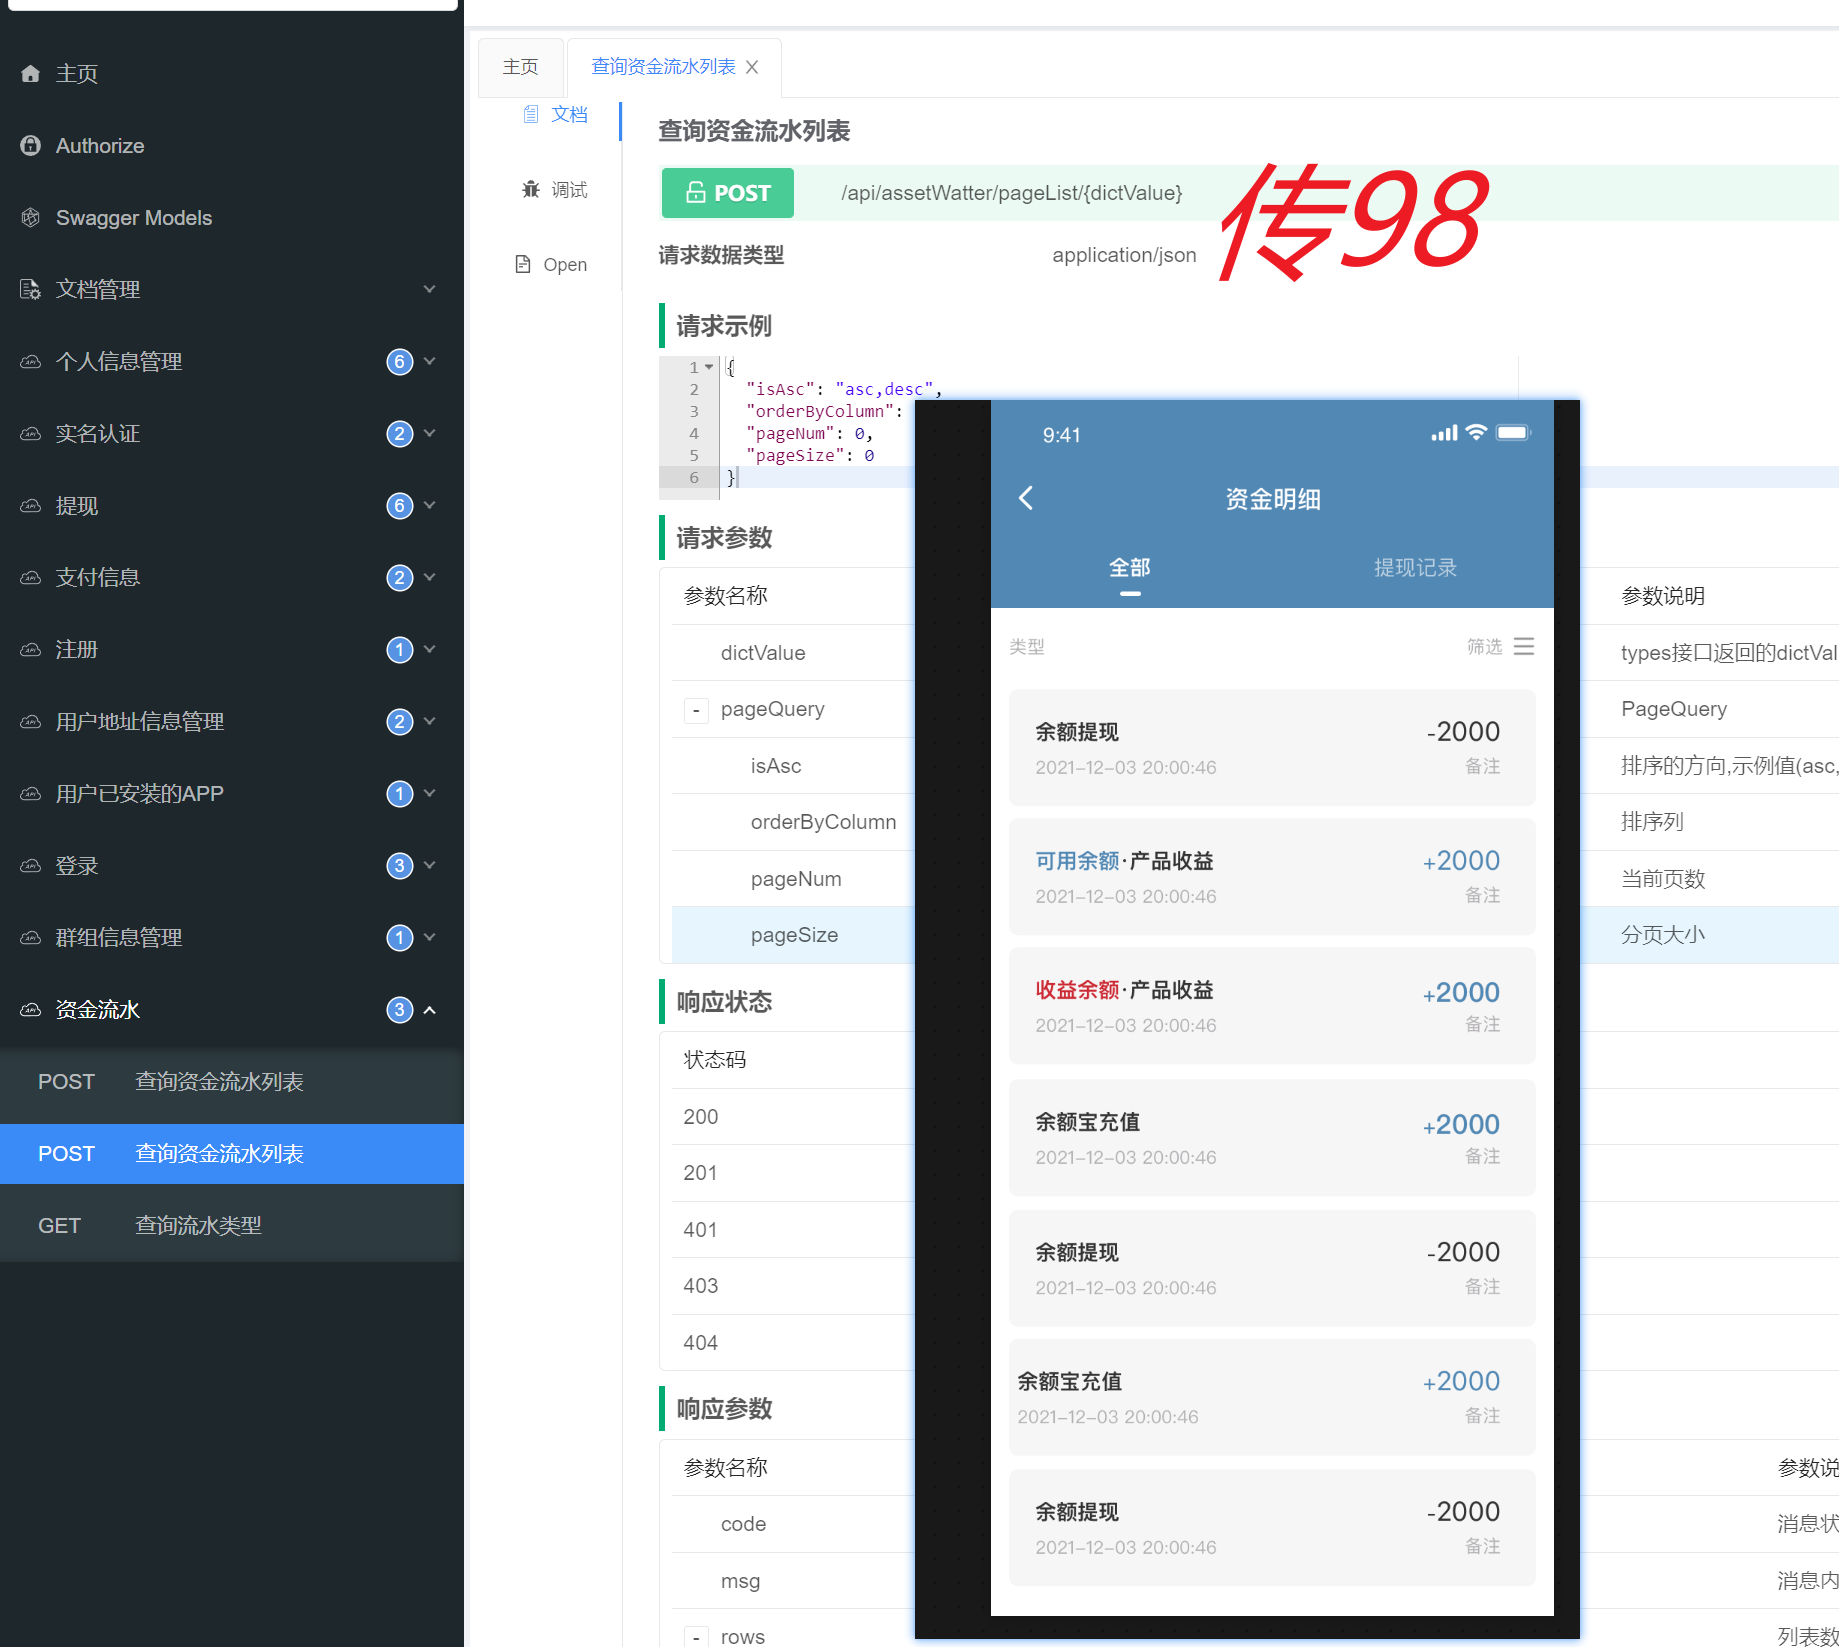 主页
Authorize
Swagger Models
文档管理
个人信息管理 6
实名认证 2
提现 6
支付信息 2
注册 1
用户地址信息管理 2
用户已安装的APP 1
登录 3
群组信息管理 1
资金流水 3
POST 查询资金流水列表
POST 查询资金流水列表
GET 查询流水类型
主页 查询资金流水列表
文档
调试
Open
查询资金流水列表
POST /api/assetWatter/pageList/{dictValue}
传98
请求数据类型 application/json
请求示例
1 {
2 "isAsc": "asc,desc",
3 "orderByColumn":
4 "pageNum": 0,
5 "pageSize": 0
6 }
请求参数
参数名称 参数说明
dictValue types接口返回的dictVal
- pageQuery PageQuery
isAsc 排序的方向,示例值(asc,
orderByColumn 排序列
pageNum 当前页数
pageSize 分页大小
响应状态
状态码
200
201
401
403
404
响应参数
参数名称 参数说
code 消息状
msg 消息内
- rows 列表数
9:41
资金明细
全部 提现记录
类型 筛选
余额提现 -2000
2021-12-03 20:00:46 备注
可用余额·产品收益 +2000
2021-12-03 20:00:46 备注
收益余额·产品收益 +2000
2021-12-03 20:00:46 备注
余额宝充值 +2000
2021-12-03 20:00:46 备注
余额提现 -2000
2021-12-03 20:00:46 备注
余额宝充值 +2000
2021-12-03 20:00:46 备注
余额提现 -2000
2021-12-03 20:00:46 备注